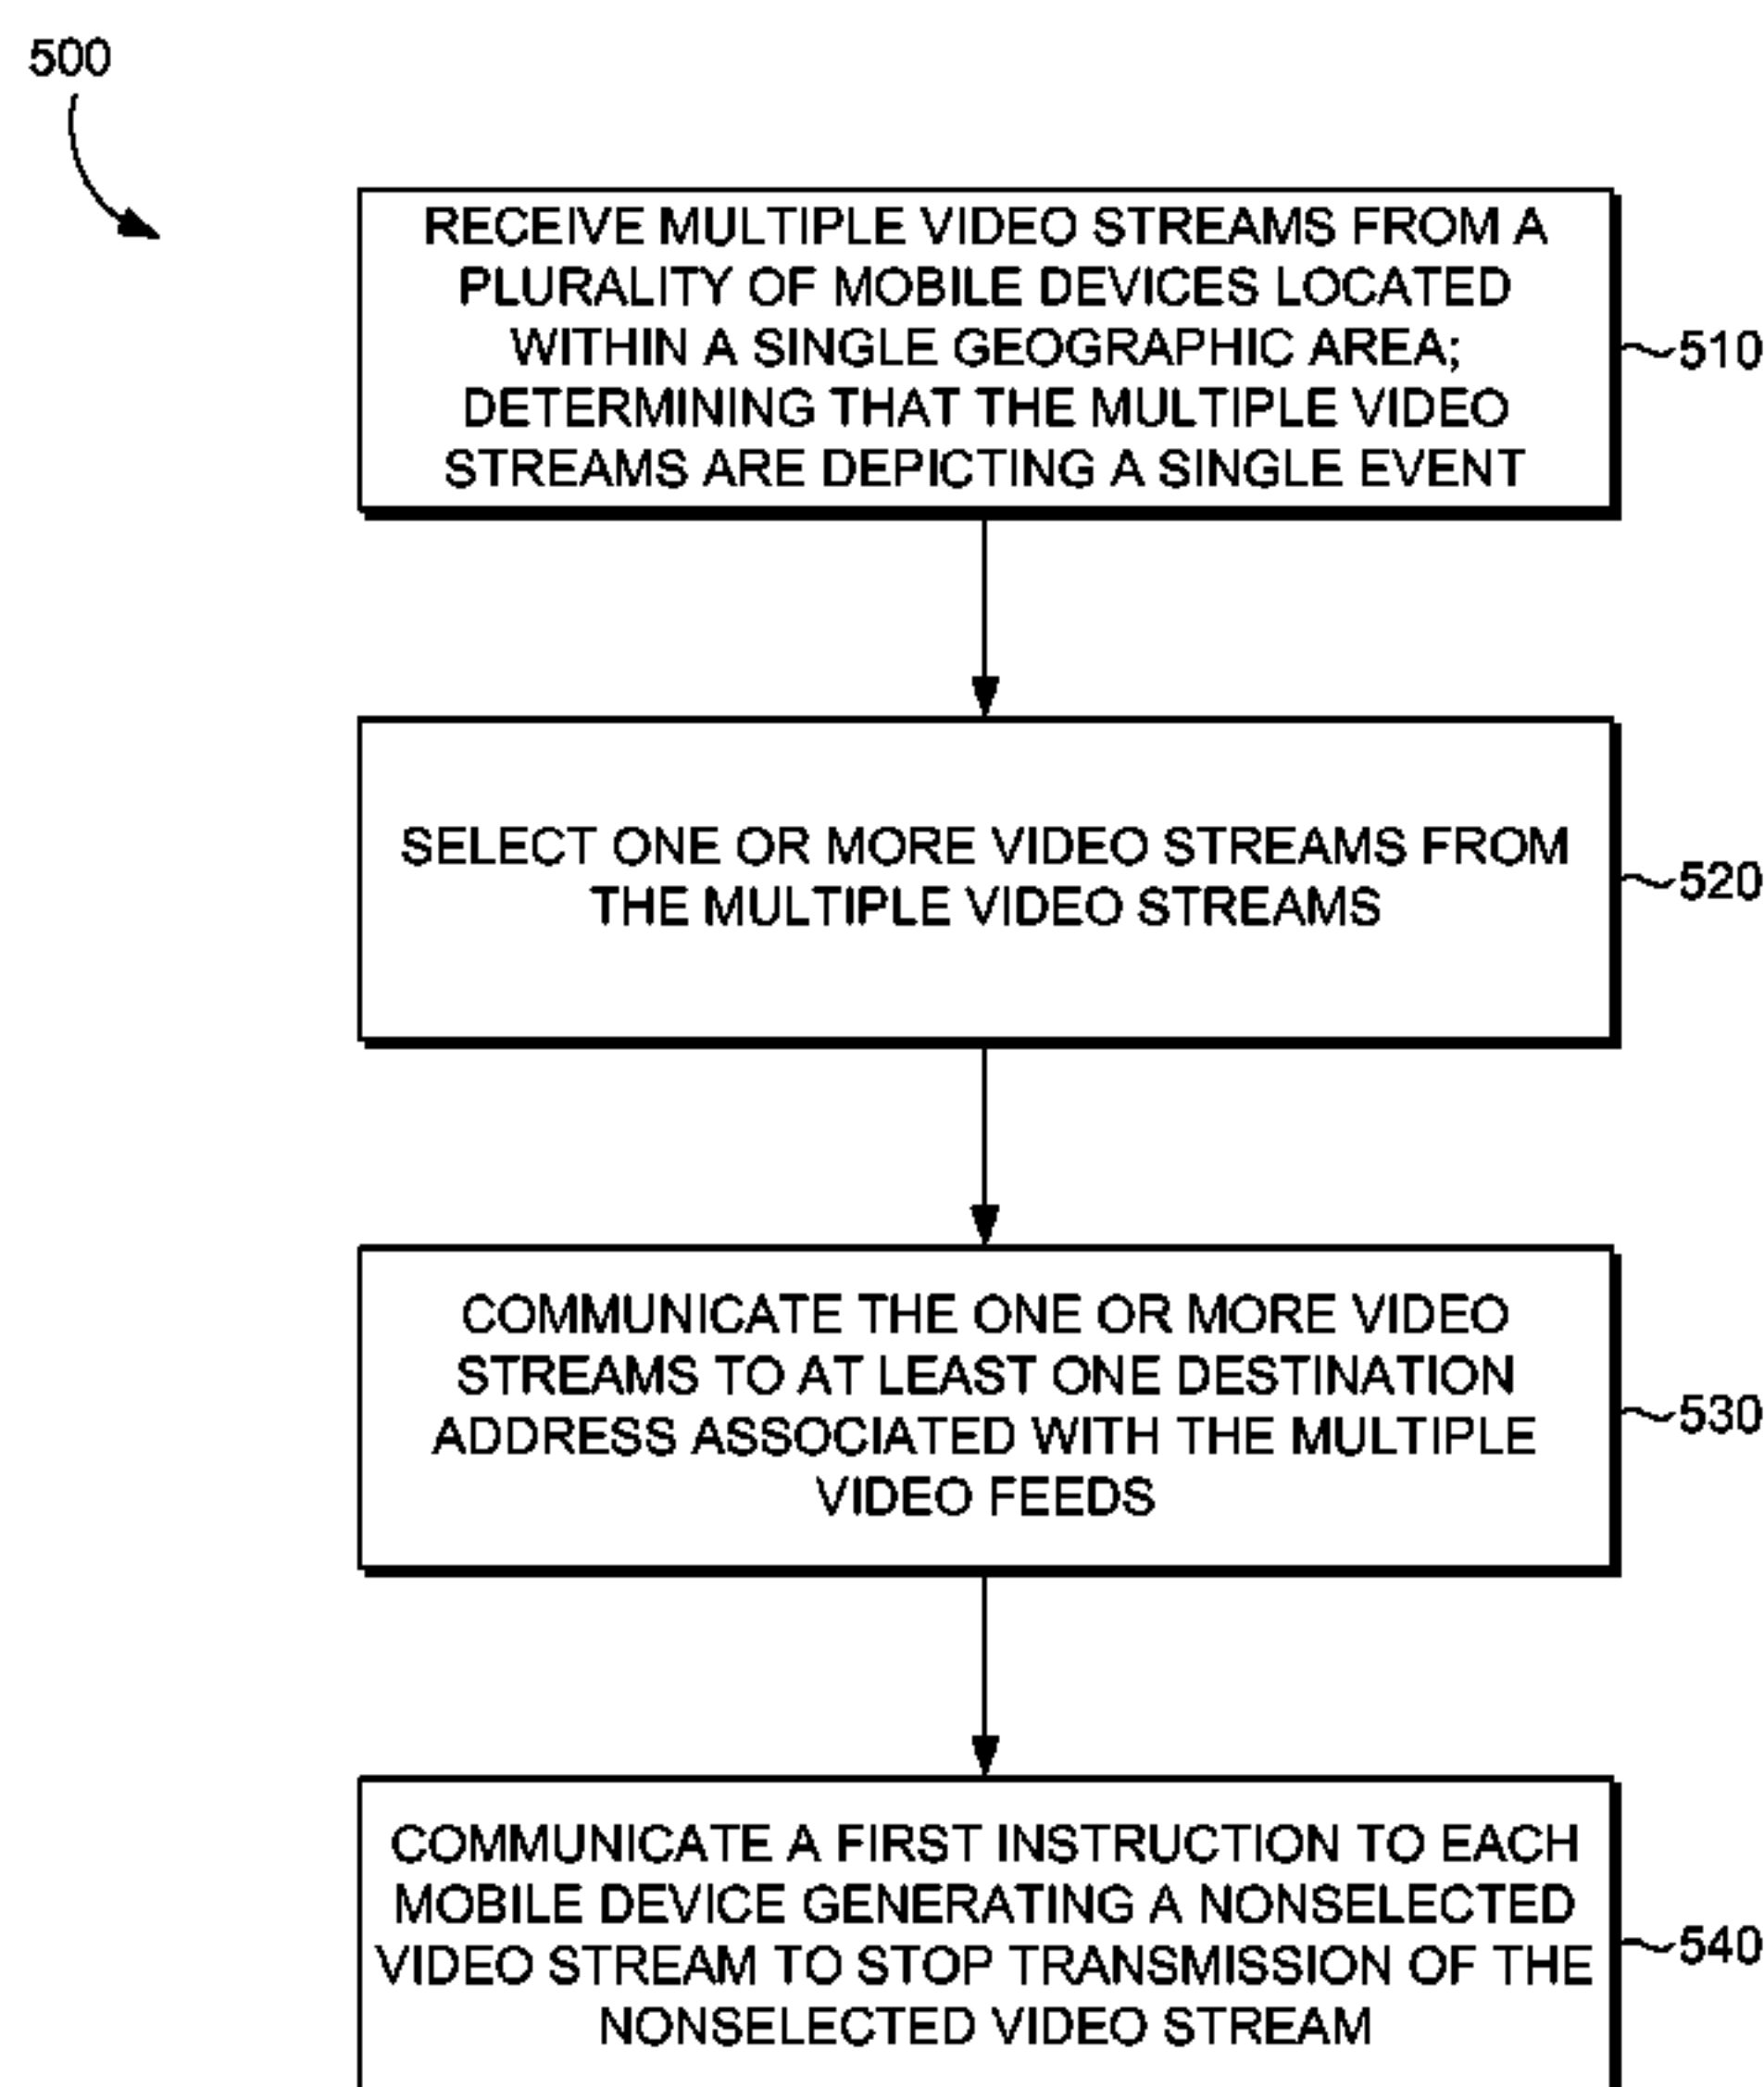 500
RECEIVE MULTIPLE VIDEO STREAMS FROM A
PLURALITY OF MOBILE DEVICES LOCATED
WITHIN A SINGLE GEOGRAPHIC AREA;
DETERMINING THAT THE MULTIPLE VIDEO
STREAMS ARE DEPICTING A SINGLE EVENT
510
SELECT ONE OR MORE VIDEO STREAMS FROM
THE MULTIPLE VIDEO STREAMS
520
COMMUNICATE THE ONE OR MORE VIDEO
STREAMS TO AT LEAST ONE DESTINATION
ADDRESS ASSOCIATED WITH THE MULTIPLE
VIDEO FEEDS
530
COMMUNICATE A FIRST INSTRUCTION TO EACH
MOBILE DEVICE GENERATING A NONSELECTED
VIDEO STREAM TO STOP TRANSMISSION OF THE
NONSELECTED VIDEO STREAM
540